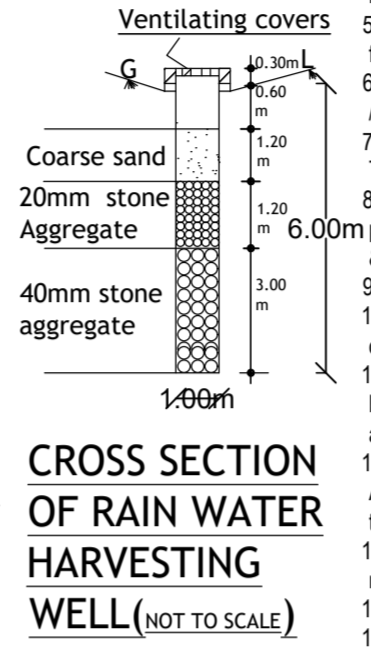 Ventilating covers
G
L
0.30m
0.60
m
Coarse sand
1.20
m
20mm stone
Aggregate
1.20
m
6.00m
40mm stone
aggregate
3.00
m
1.00m
CROSS SECTION
OF RAIN WATER
HARVESTING
WELL(NOT TO SCALE)